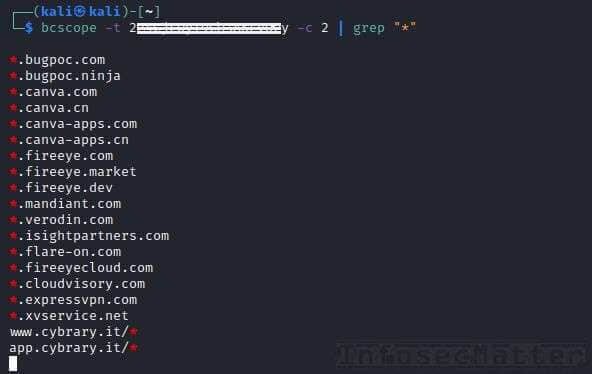 ┌──(kali㉿kali)-[~]
└─$ bcscope -t 2 y -c 2 | grep "*"
*.bugpoc.com
*.bugpoc.ninja
*.canva.com
*.canva.cn
*.canva-apps.com
*.canva-apps.cn
*.fireeye.com
*.fireeye.market
*.fireeye.dev
*.mandiant.com
*.verodin.com
*.isightpartners.com
*.flare-on.com
*.fireeyecloud.com
*.cloudvisory.com
*.expressvpn.com
*.xvservice.net
www.cybrary.it/*
app.cybrary.it/*
InfosecMatter